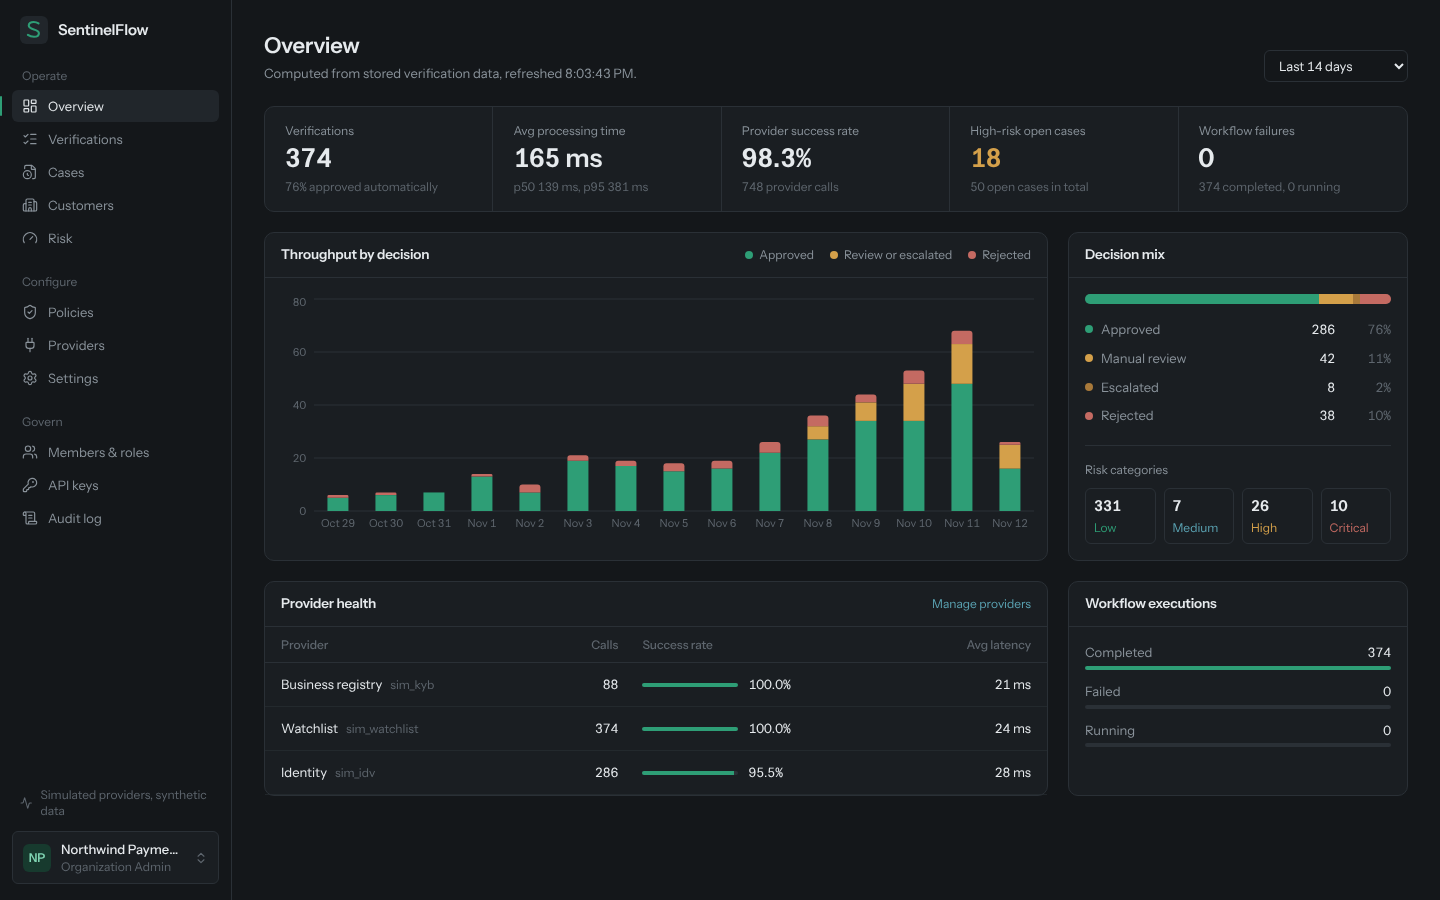 SentinelFlow
Operate
Overview
Verifications
Cases
Customers
Risk
Configure
Policies
Providers
Settings
Govern
Members & roles
API keys
Audit log
Simulated providers, synthetic
data
NP
Northwind Payme...
Organization Admin
Overview
Computed from stored verification data, refreshed 8:03:43 PM.
Last 14 days
Verifications
374
76% approved automatically
Avg processing time
165 ms
p50 139 ms, p95 381 ms
Provider success rate
98.3%
748 provider calls
High-risk open cases
18
50 open cases in total
Workflow failures
0
374 completed, 0 running
Throughput by decision
Approved Review or escalated Rejected
80
60
40
20
0
Oct 29 Oct 30 Oct 31 Nov 1 Nov 2 Nov 3 Nov 4 Nov 5 Nov 6 Nov 7 Nov 8 Nov 9 Nov 10 Nov 11 Nov 12
Decision mix
Approved 286 76%
Manual review 42 11%
Escalated 8 2%
Rejected 38 10%
Risk categories
331 7 26 10
Low Medium High Critical
Provider health Manage providers
Provider Calls Success rate Avg latency
Business registry sim_kyb 88 100.0% 21 ms
Watchlist sim_watchlist 374 100.0% 24 ms
Identity sim_idv 286 95.5% 28 ms
Workflow executions
Completed 374
Failed 0
Running 0